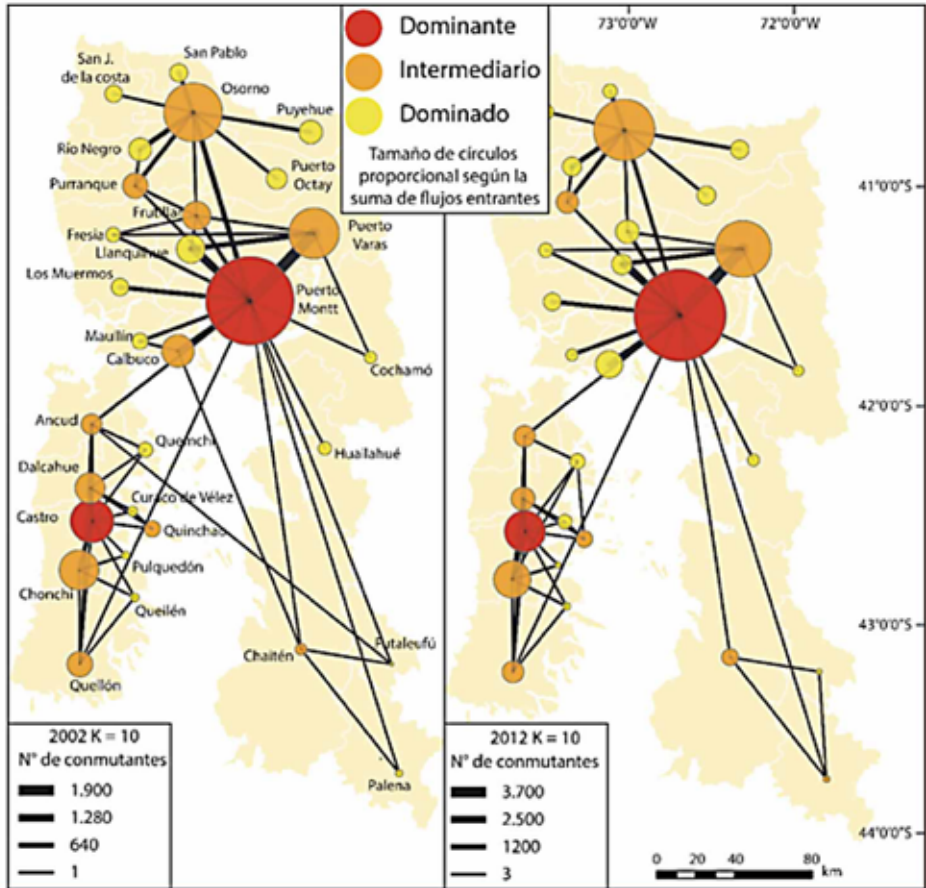 73°0'0"W
72°0'0"W
Dominante
Intermediario
Dominado
Tamaño de círculos
proporcional según la
suma de flujos entrantes
San Pablo
San J.
de la costa
Osorno
Puyehue
Río Negro
Puerto
Octay
Purranque
Frutillar
Fresia
Puerto
Varas
Llanquihue
Los Muermos
Puerto
Montt
Maullín
Calbuco
Cochamó
Ancud
Quemchi
Huallahué
Dalcahue
Curaco de Vélez
Castro
Quinchao
Pulquedón
Chonchi
Queilén
Chaitén
Futaleufú
Quellón
Palena
41°0'0"S
42°0'0"S
43°0'0"S
44°0'0"S
2002 K = 10
N° de conmutantes
1.900
1.280
640
1
2012 K = 10
N° de conmutantes
3.700
2.500
1200
3
0 20 40 80
km